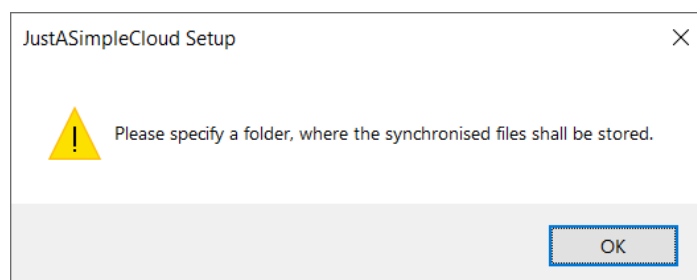 JustASimpleCloud Setup
Please specify a folder, where the synchronised files shall be stored.
OK